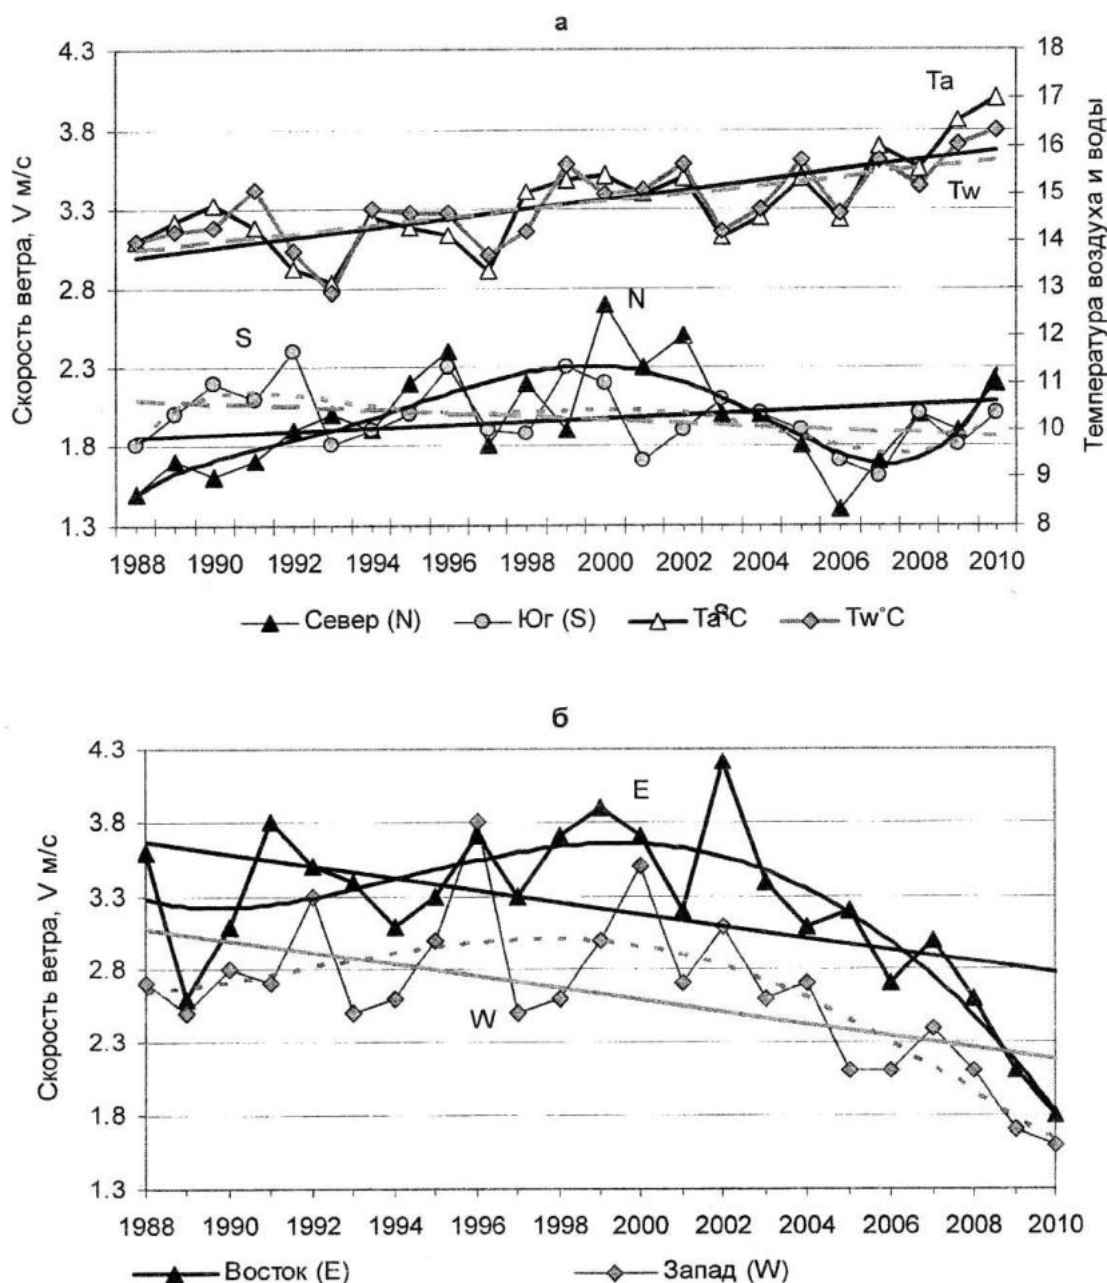 а
4.3
3.8
3.3
2.8
2.3
1.8
1.3
Скорость ветра, V м/с
18
17
16
15
14
13
12
11
10
9
8
Температура воздуха и воды
Ta
Tw
N
S
1988 1990 1992 1994 1996 1998 2000 2002 2004 2006 2008 2010
Север (N) Юг (S) Ta°C Tw°C
б
4.3
3.8
3.3
2.8
2.3
1.8
1.3
Скорость ветра, V м/с
E
W
1988 1990 1992 1994 1996 1998 2000 2002 2004 2006 2008 2010
Восток (E) Запад (W)